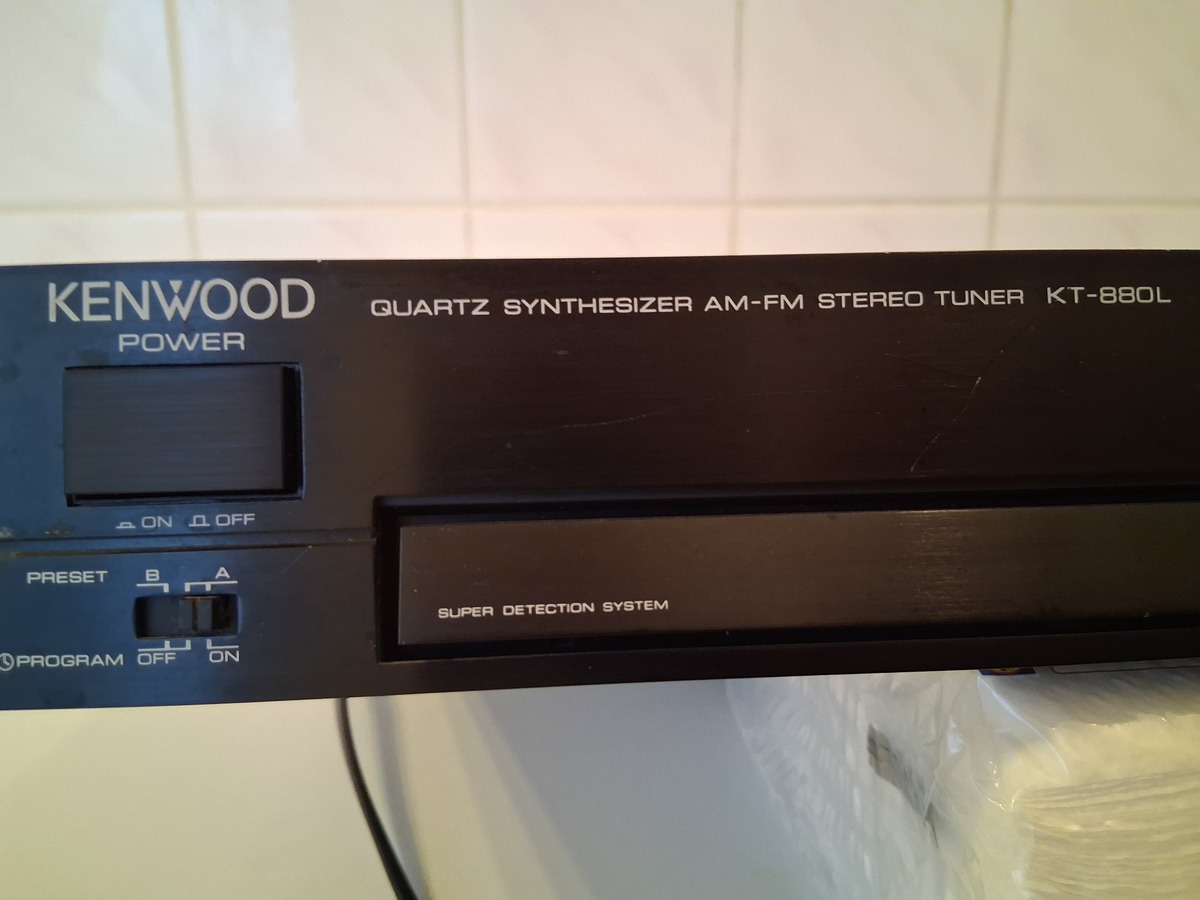 KENWOOD
QUARTZ SYNTHESIZER AM-FM STEREO TUNER KT-880L
POWER
ON OFF
PRESET B A
SUPER DETECTION SYSTEM
PROGRAM OFF ON